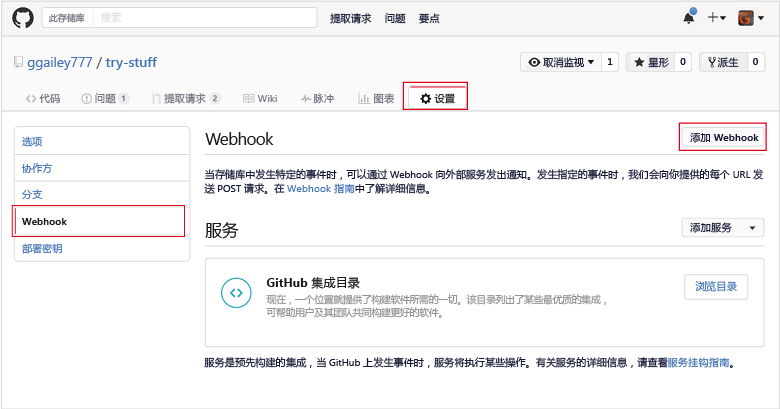 此存储库 搜索 提取请求 问题 要点
ggailey777 / try-stuff 取消监视 1 星形 0 派生 0
代码 问题 1 提取请求 2 Wiki 脉冲 图表 设置
选项
协作方
分支
Webhook
部署密钥
Webhook 添加 Webhook
当存储库中发生特定的事件时，可以通过 Webhook 向外部服务发出通知。发生指定的事件时，我们会向你提供的每个 URL 发
送 POST 请求。在 Webhook 指南中了解详细信息。
服务 添加服务
GitHub 集成目录
现在，一个位置就提供了构建软件所需的一切。该目录列出了某些最优质的集成，
可帮助用户及其团队共同构建更好的软件。
浏览目录
服务是预先构建的集成，当 GitHub 上发生事件时，服务将执行某些操作。有关服务的详细信息，请查看服务挂钩指南。